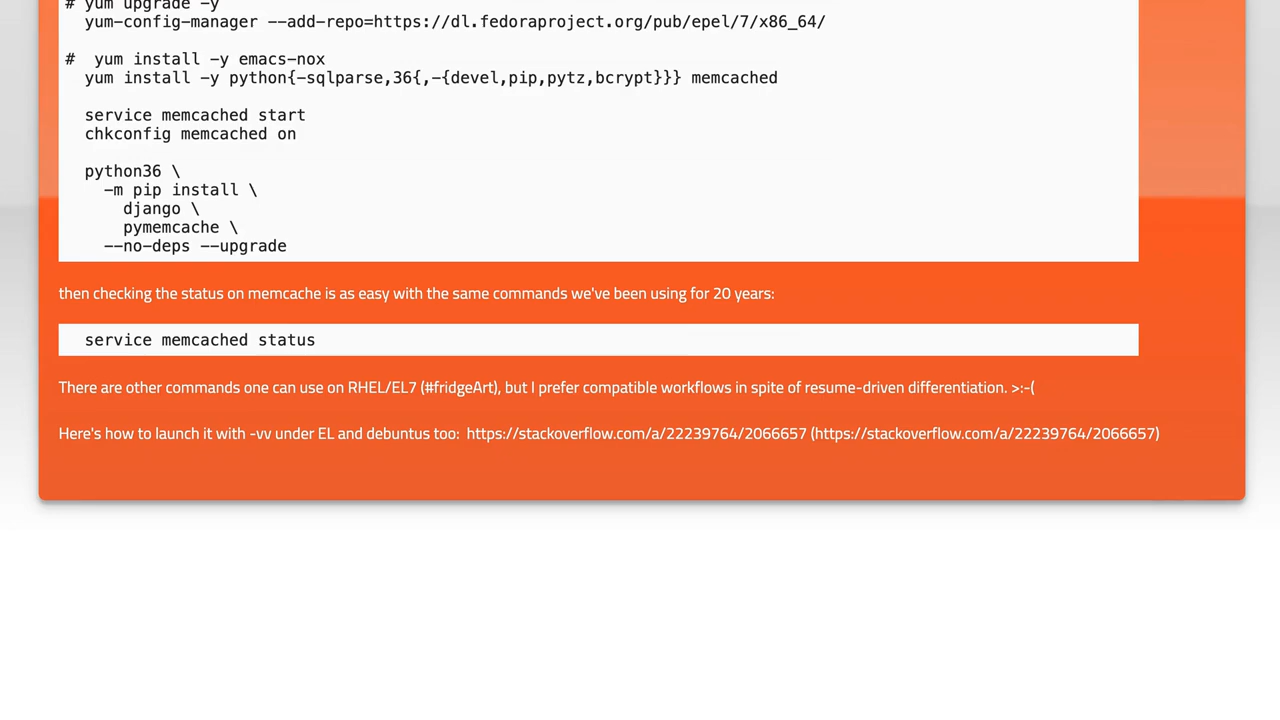 # yum upgrade -y
yum-config-manager --add-repo=https://dl.fedoraproject.org/pub/epel/7/x86_64/
#  yum install -y emacs-nox
yum install -y python{-sqlparse,36{,-{devel,pip,pytz,bcrypt}}} memcached
service memcached start
chkconfig memcached on
python36 \
-m pip install \
django \
pymemcache \
--no-deps --upgrade
then checking the status on memcache is as easy with the same commands we've been using for 20 years:
service memcached status
There are other commands one can use on RHEL/EL7 (#fridgeArt), but I prefer compatible workflows in spite of resume-driven differentiation. >:-(
Here's how to launch it with -vv under EL and debuntus too:  https://stackoverflow.com/a/22239764/2066657 (https://stackoverflow.com/a/22239764/2066657)